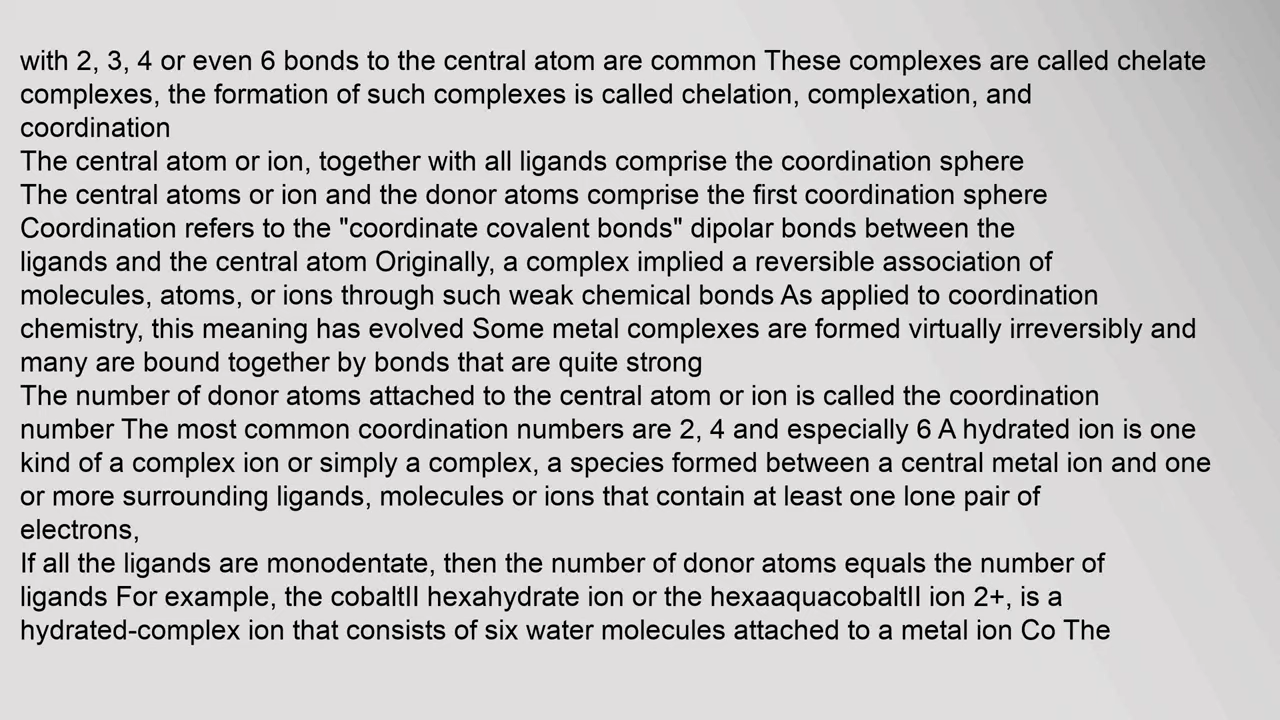 with 2, 3, 4 or even 6 bonds to the central atom are common These complexes are called chelate
complexes, the formation of such complexes is called chelation, complexation, and
coordination
The central atom or ion, together with all ligands comprise the coordination sphere
The central atoms or ion and the donor atoms comprise the first coordination sphere
Coordination refers to the "coordinate covalent bonds" dipolar bonds between the
ligands and the central atom Originally, a complex implied a reversible association of
molecules, atoms, or ions through such weak chemical bonds As applied to coordination
chemistry, this meaning has evolved Some metal complexes are formed virtually irreversibly and
many are bound together by bonds that are quite strong
The number of donor atoms attached to the central atom or ion is called the coordination
number The most common coordination numbers are 2, 4 and especially 6 A hydrated ion is one
kind of a complex ion or simply a complex, a species formed between a central metal ion and one
or more surrounding ligands, molecules or ions that contain at least one lone pair of
electrons,
If all the ligands are monodentate, then the number of donor atoms equals the number of
ligands For example, the cobaltII hexahydrate ion or the hexaaquacobaltII ion 2+, is a
hydrated-complex ion that consists of six water molecules attached to a metal ion Co The